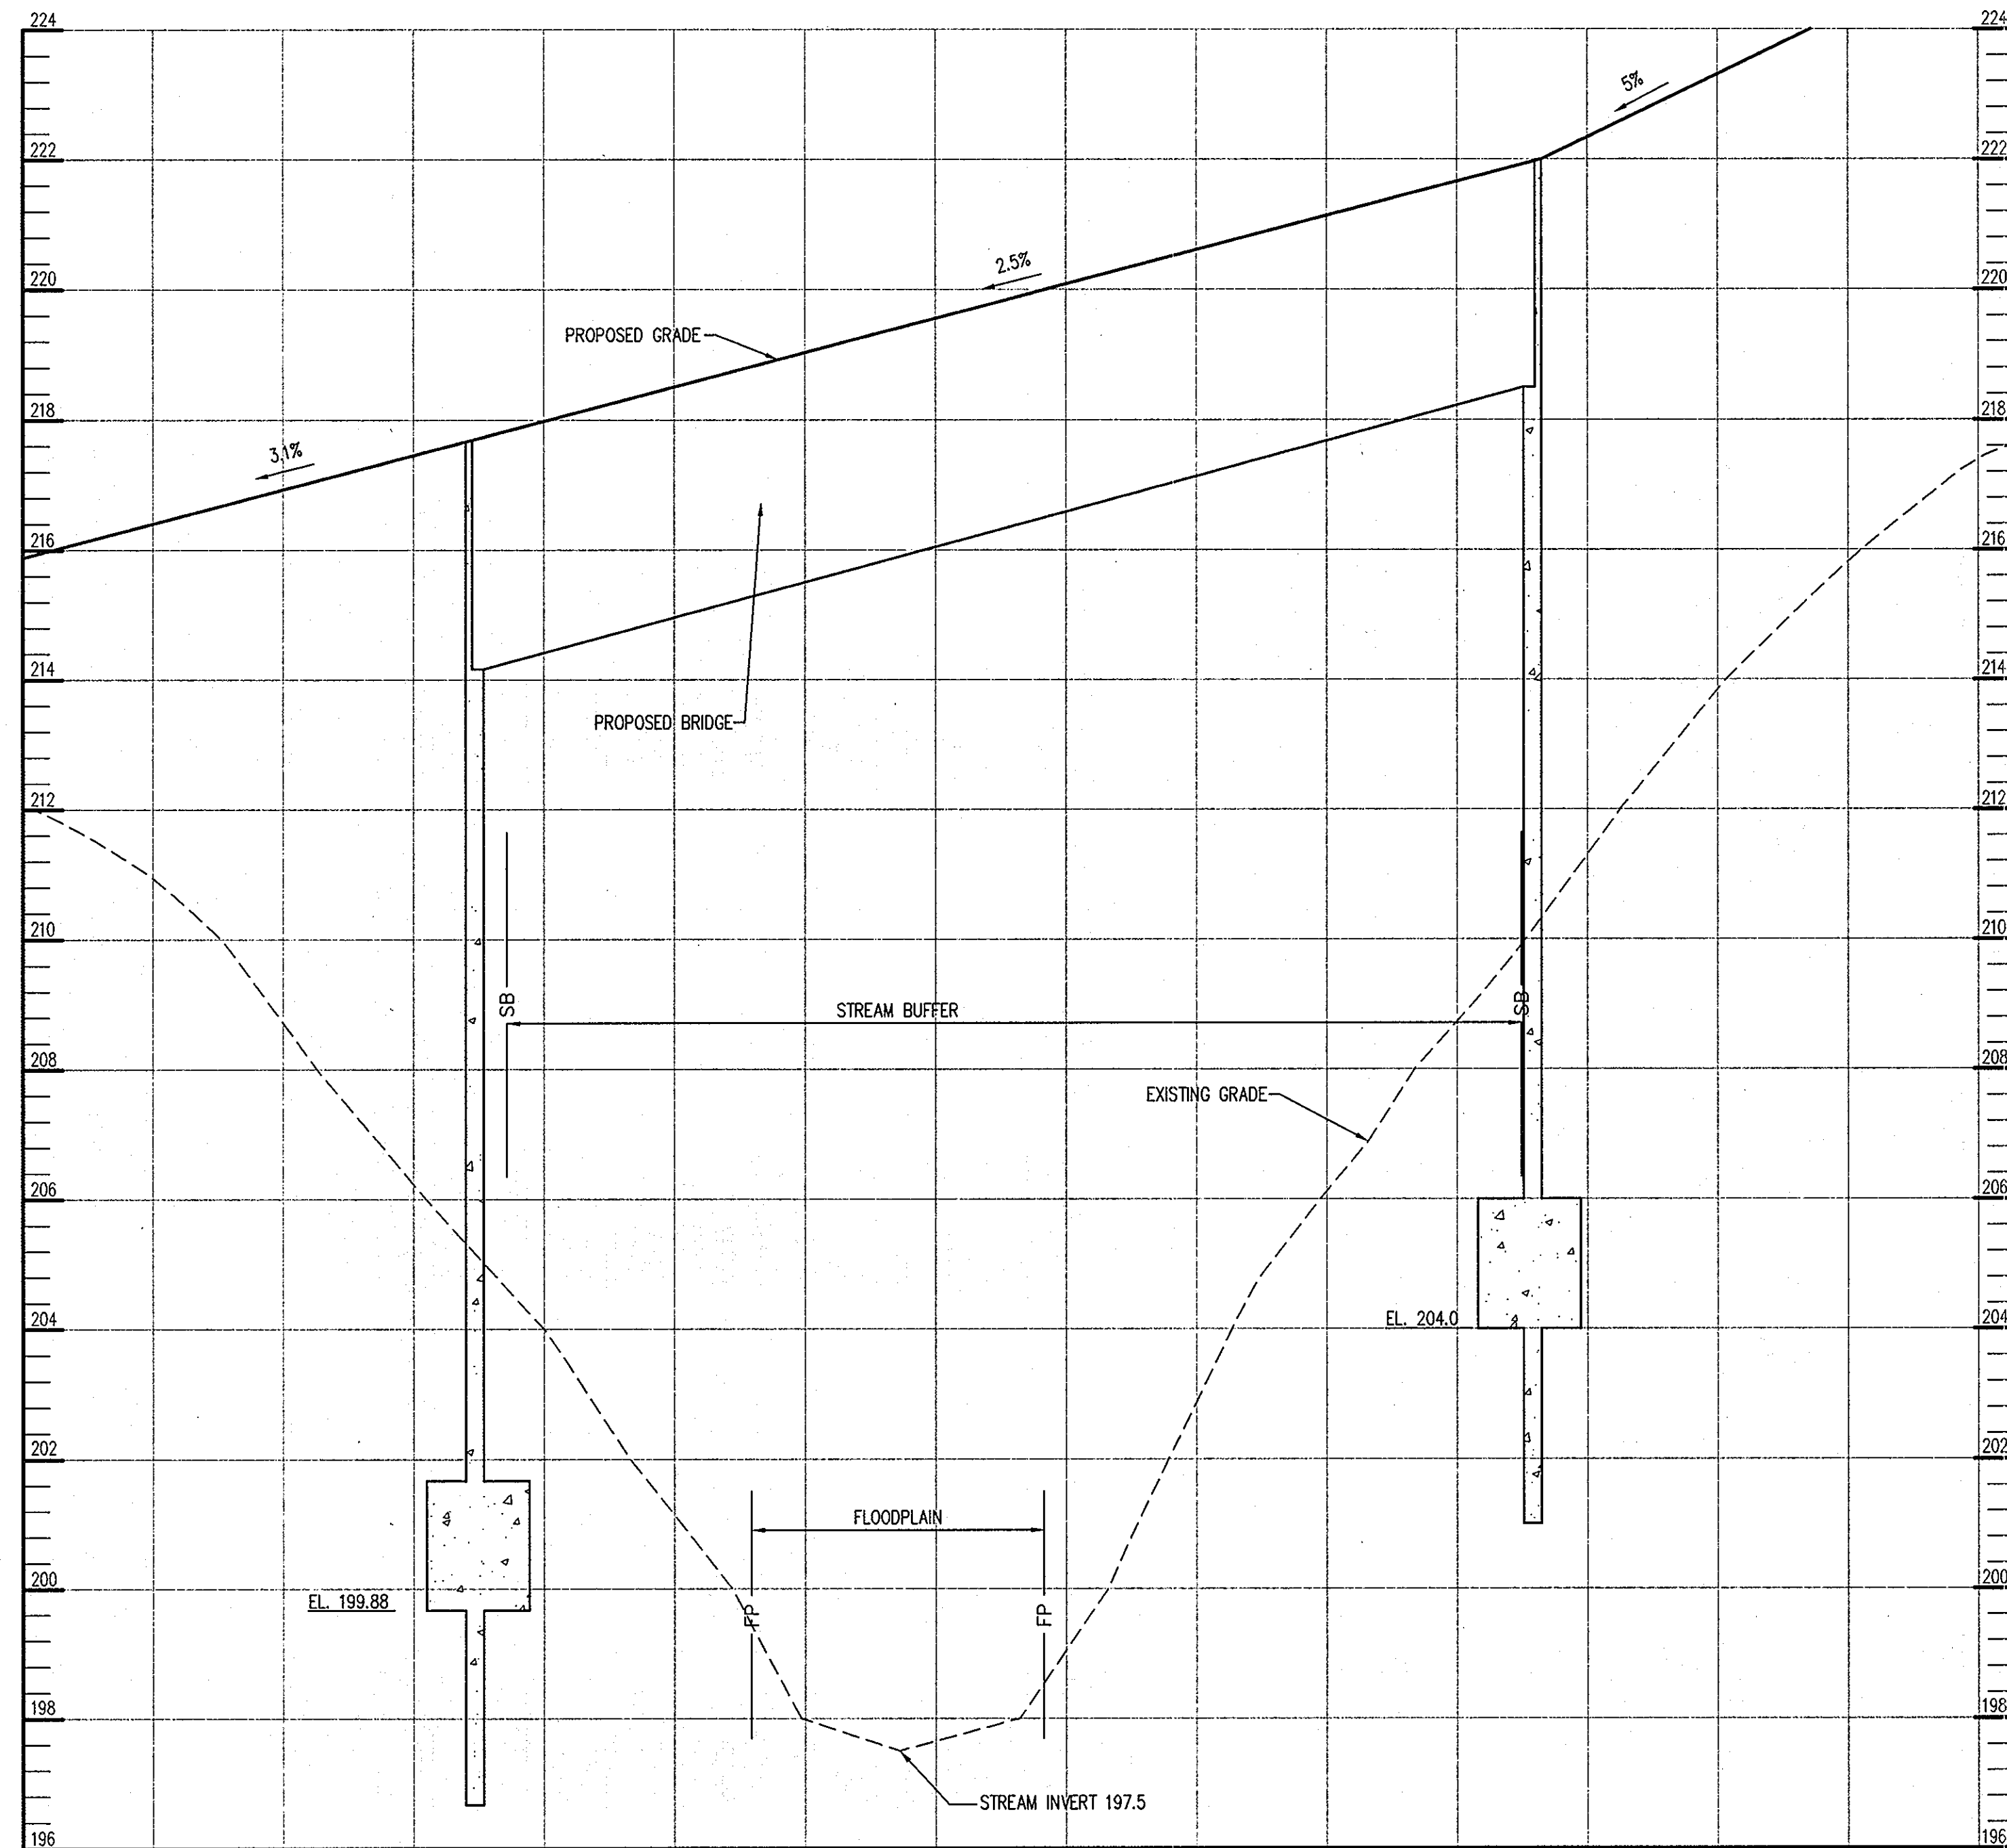 224 224
5%
222 222
2.5%
220 220
PROPOSED GRADE
218 218
3.1%
216 216
214 214
PROPOSED BRIDGE
212 212
210 210
SB SB
STREAM BUFFER
208 208
EXISTING GRADE
206 206
EL. 204.0
204 204
202 202
FLOODPLAIN
200 200
EL. 199.88
FP FP
198 198
STREAM INVERT 197.5
196 196